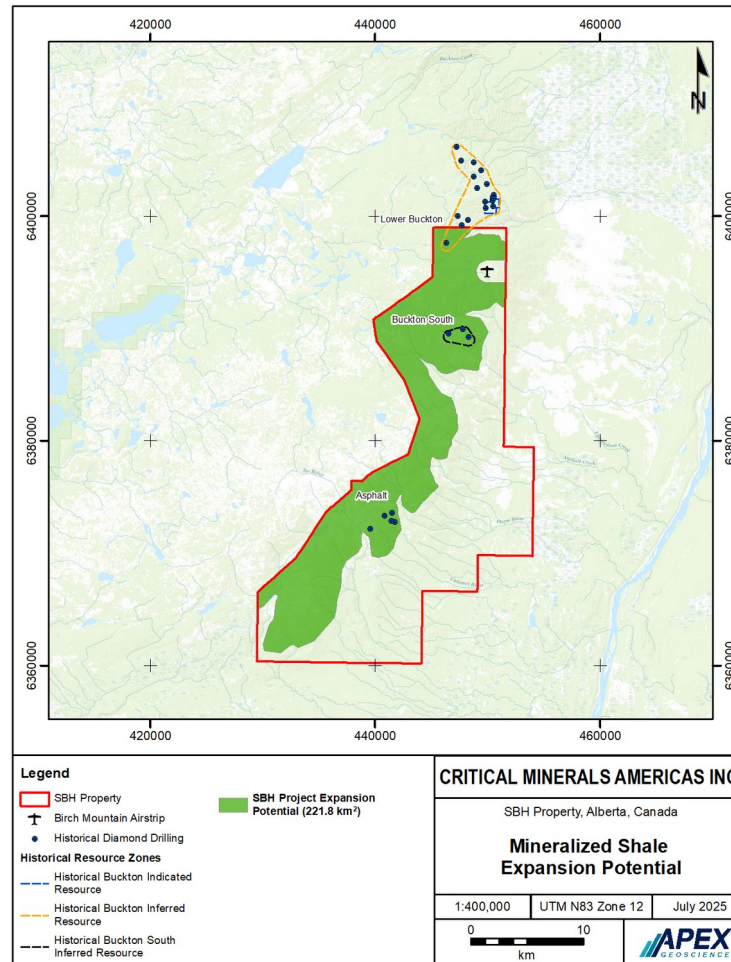 420000
440000
460000
N
6400000
6400000
Lower Buckton
Buckton South
6380000
6380000
Asphalt
6360000
6360000
420000
440000
460000
Legend
SBH Property
Birch Mountain Airstrip
Historical Diamond Drilling
Historical Resource Zones
Historical Buckton Indicated
Resource
Historical Buckton Inferred
Resource
Historical Buckton South
Inferred Resource
SBH Project Expansion
Potential (221.8 km²)
CRITICAL MINERALS AMERICAS INC
SBH Property, Alberta, Canada
Mineralized Shale
Expansion Potential
1:400,000
UTM N83 Zone 12
July 2025
0
10
km
APEX
GEOSCIENCE